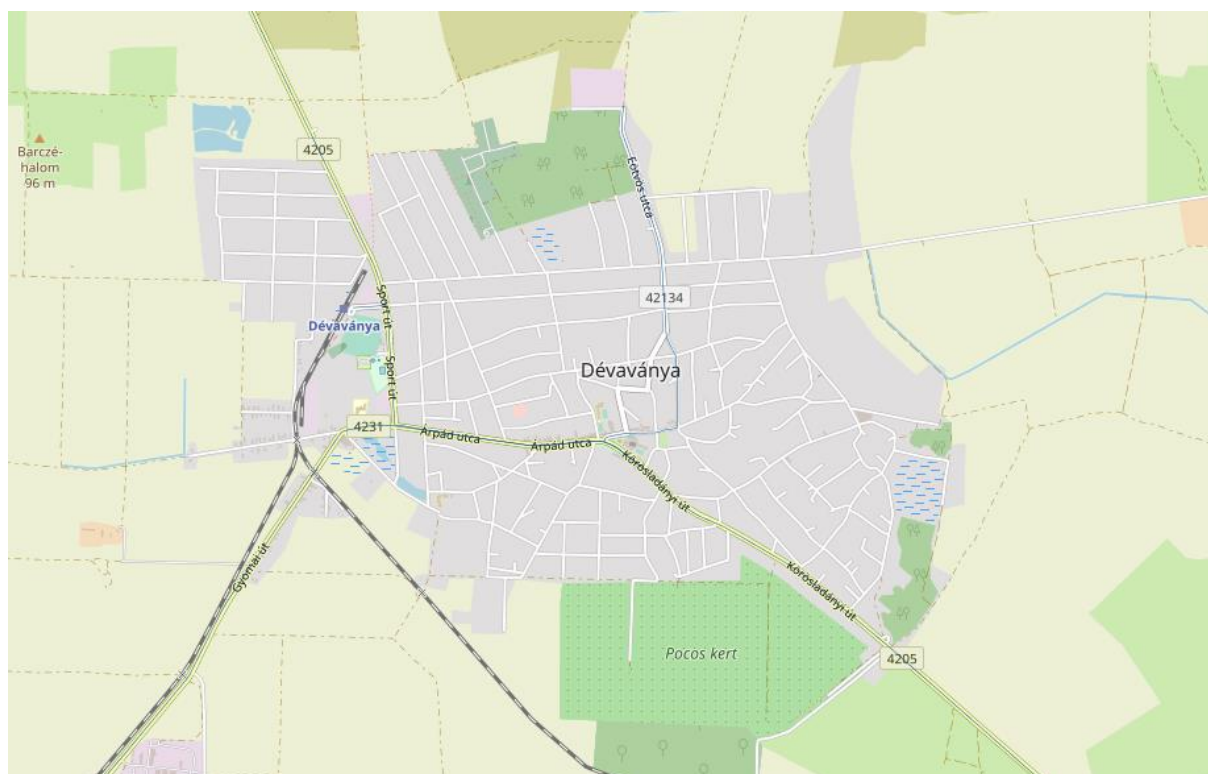 4205
Barczé-
halom
96 m
Eötvös utca
Sport út
42134
Dévaványa
Sport út
Dévaványa
4231
Árpád utca
Árpád utca
Körösladányi út
Gyomai út
Körösladányi út
Pocos kert
4205